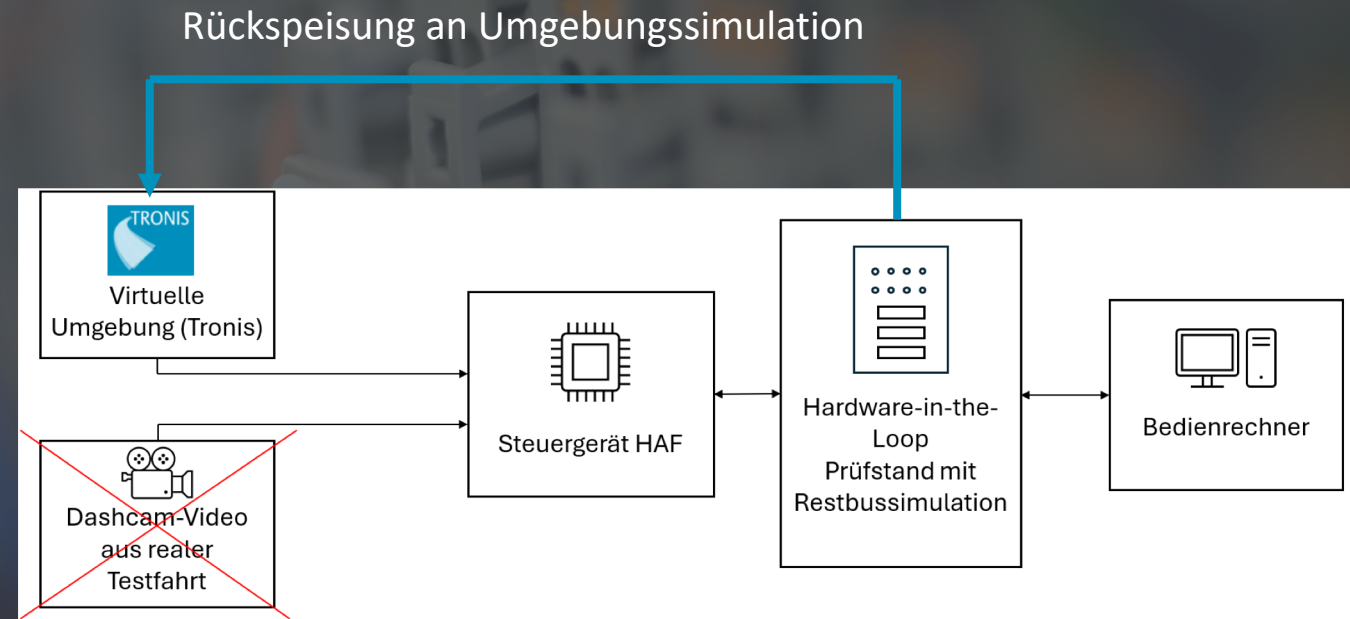 Rückspeisung an Umgebungssimulation
TRONIS
Virtuelle
Umgebung (Tronis)
Dashcam-Video
aus realer
Testfahrt
Steuergerät HAF
Hardware-in-the-
Loop
Prüfstand mit
Restbussimulation
Bedienrechner